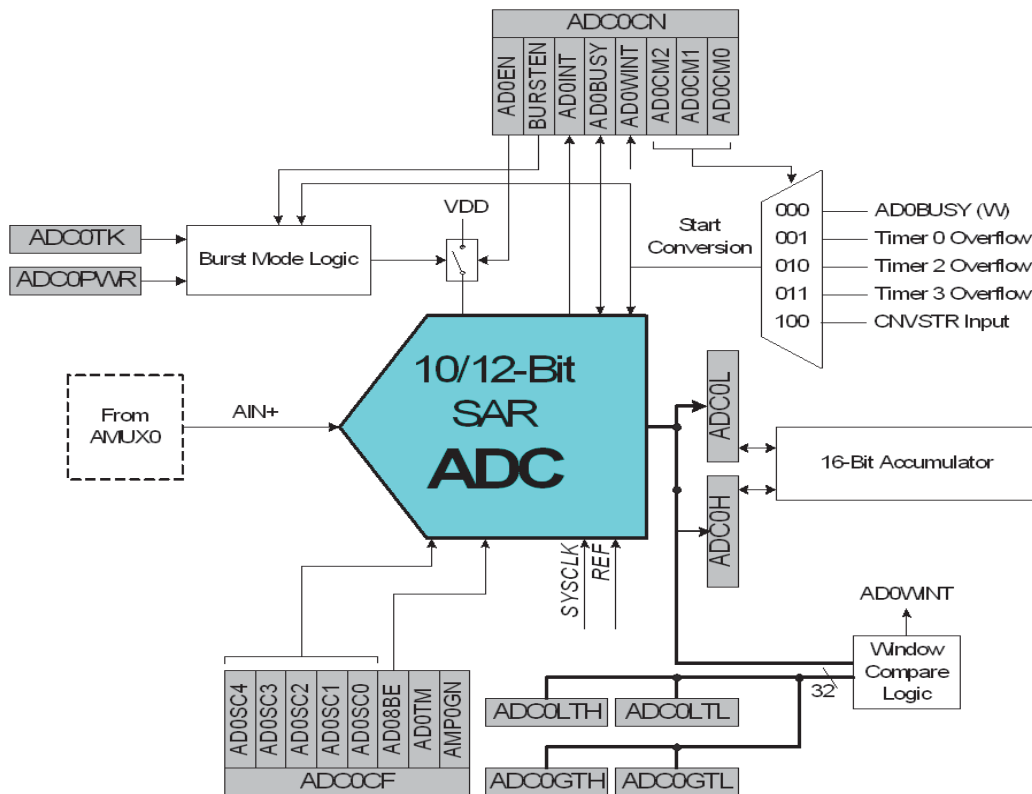 ADC0CN
AD0EN
BURSTEN
AD0INT
AD0BUSY
AD0WINT
AD0CM2
AD0CM1
AD0CM0
VDD
Start
Conversion
000
AD0BUSY (W)
001
Timer 0 Overflow
010
Timer 2 Overflow
011
Timer 3 Overflow
100
CNVSTR Input
ADC0TK
ADC0PWR
Burst Mode Logic
From
AMUX0
AIN+
10/12-Bit
SAR
ADC
ADC0L
ADC0H
16-Bit Accumulator
SYSCLK
REF
AD0WINT
Window
Compare
Logic
32
AD0SC4
AD0SC3
AD0SC2
AD0SC1
AD0SC0
AD08BE
AD0TM
AMP0GN
ADC0CF
ADC0LTH
ADC0LTL
ADC0GTH
ADC0GTL